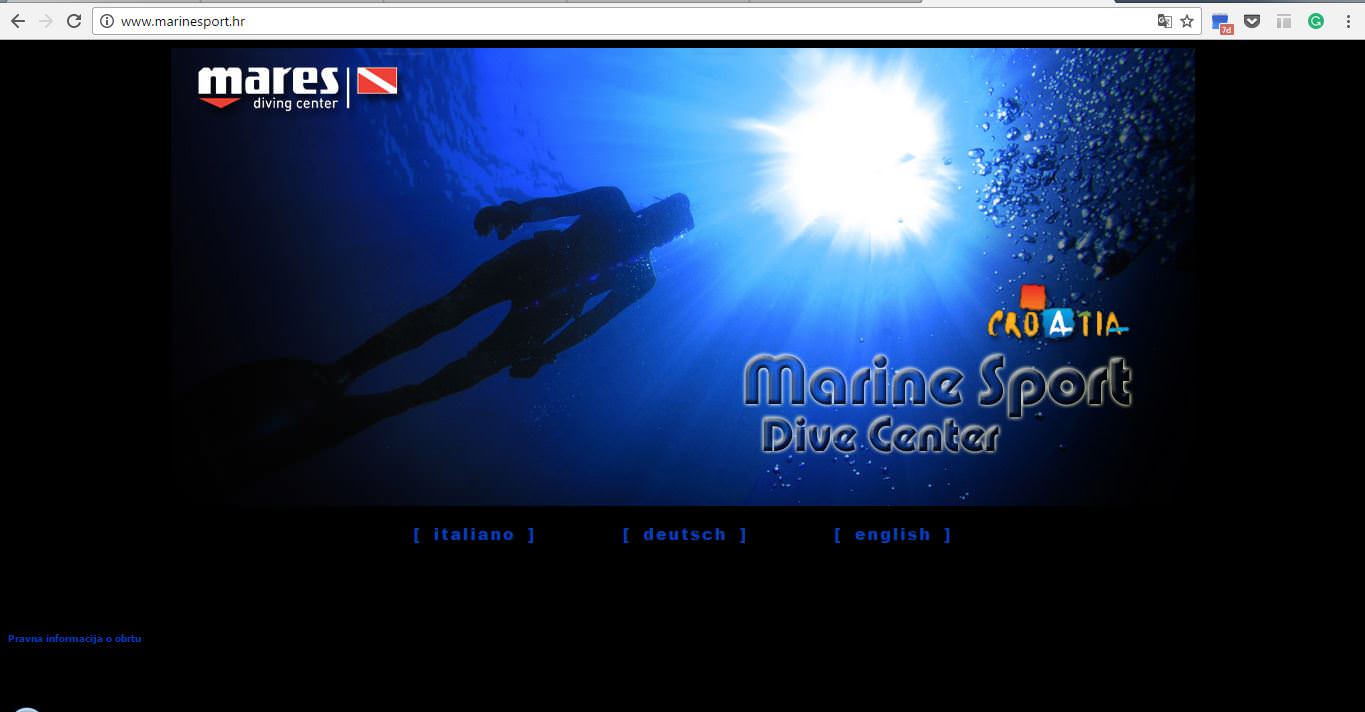 www.marinesport.hr
7d
mares
diving center
CROATIA
Marine Sport
Dive Center
[ italiano ] [ deutsch ] [ english ]
Pravna informacija o obrtu